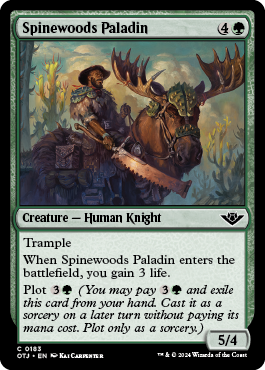 Spinewoods Paladin 4
Creature — Human Knight
Trample
When Spinewoods Paladin enters the
battlefield, you gain 3 life.
Plot 3 (You may pay 3 and exile
this card from your hand. Cast it as a
sorcery on a later turn without paying its
mana cost. Plot only as a sorcery.)
5/4
C 0183
OTJ • EN Kai Carpenter
™ & © 2024 Wizards of the Coast